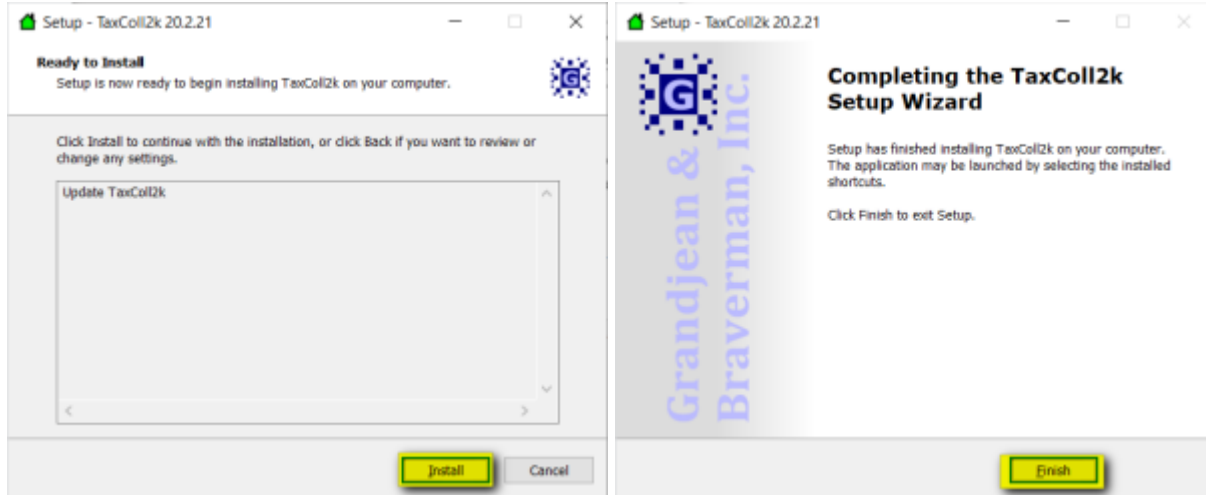 Setup - TaxColl2k 20.2.21
Ready to Install
Setup is now ready to begin installing TaxColl2k on your computer.
G
Click Install to continue with the installation, or click Back if you want to review or
change any settings.
Update TaxColl2k
Install
Cancel
Setup - TaxColl2k 20.2.21
G
Grandjean &
Braverman, Inc.
Completing the TaxColl2k
Setup Wizard
Setup has finished installing TaxColl2k on your computer.
The application may be launched by selecting the installed
shortcuts.
Click Finish to exit Setup.
Finish